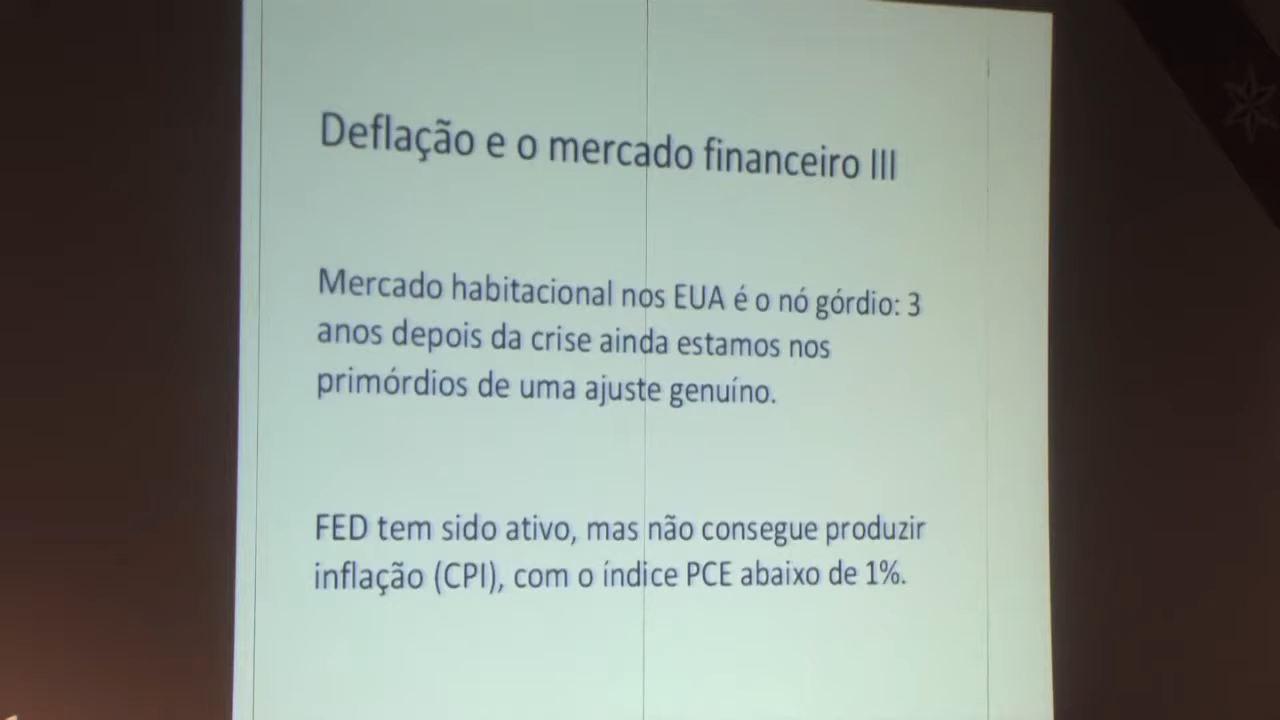 Deflação e o mercado financeiro III
Mercado habitacional nos EUA é o nó górdio: 3
anos depois da crise ainda estamos nos
primórdios de uma ajuste genuíno.
FED tem sido ativo, mas não consegue produzir
inflação (CPI), com o índice PCE abaixo de 1%.